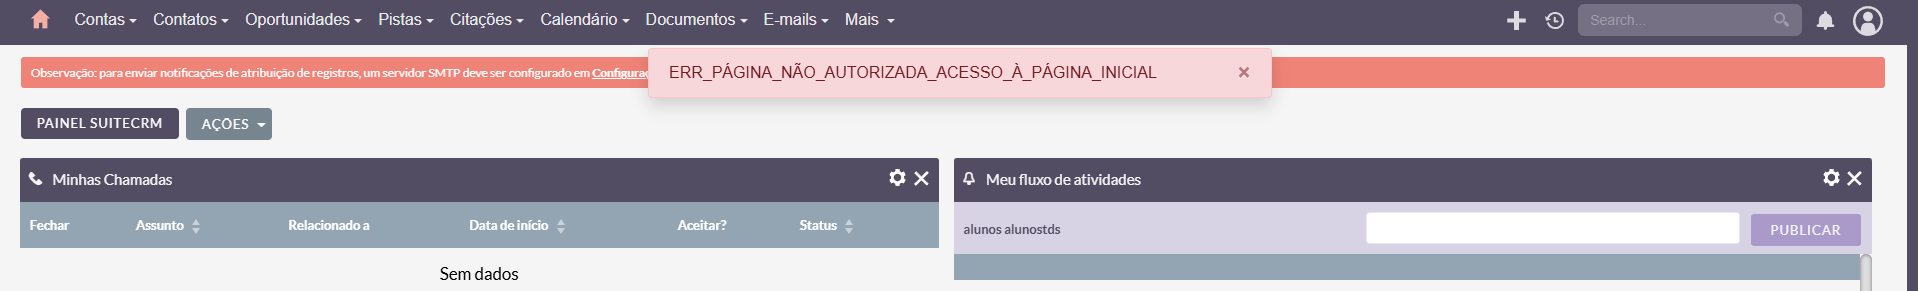 Contas Contatos Oportunidades Pistas Citações Calendário Documentos E-mails Mais Search...
Observação: para enviar notificações de atribuição de registros, um servidor SMTP deve ser configurado em Configuraç
ERR_PÁGINA_NÃO_AUTORIZADA_ACESSO_À_PÁGINA_INICIAL ×
PAINEL SUITECRM AÇÕES
Minhas Chamadas
Fechar Assunto Relacionado a Data de início Aceitar? Status
Sem dados
Meu fluxo de atividades
alunos alunostds PUBLICAR